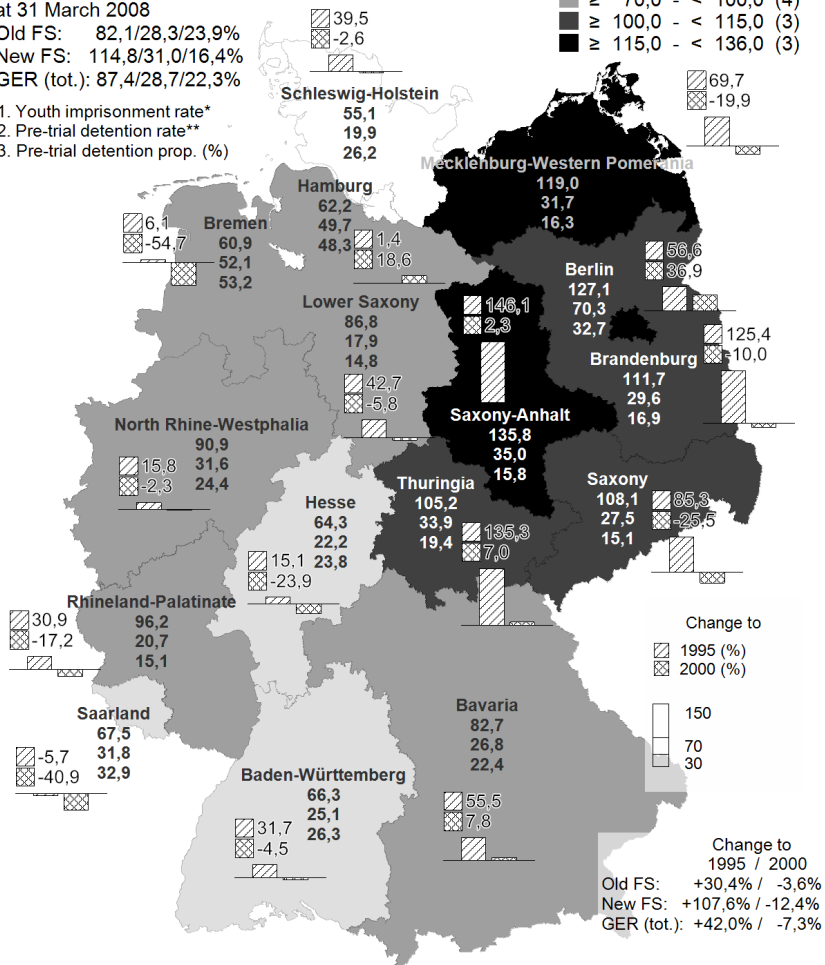 at 31 March 2008
Old FS: 82,1/28,3/23,9%
New FS: 114,8/31,0/16,4%
GER (tot.): 87,4/28,7/22,3%
1. Youth imprisonment rate*
2. Pre-trial detention rate**
3. Pre-trial detention prop. (%)
≥ 70,0 - < 100,0 (4)
≥ 100,0 - < 115,0 (3)
≥ 115,0 - < 136,0 (3)
39,5
-2,6
Schleswig-Holstein
55,1
19,9
26,2
69,7
-19,9
Mecklenburg-Western Pomerania
119,0
31,7
16,3
Hamburg
62,2
49,7
48,3
1,4
18,6
6,1
-54,7
Bremen
60,9
52,1
53,2
Berlin
127,1
70,3
32,7
56,6
36,9
Lower Saxony
86,8
17,9
14,8
42,7
-5,8
146,1
2,3
Saxony-Anhalt
135,8
35,0
15,8
125,4
-10,0
Brandenburg
111,7
29,6
16,9
North Rhine-Westphalia
90,9
31,6
24,4
15,8
-2,3
Hesse
64,3
22,2
23,8
15,1
-23,9
Thuringia
105,2
33,9
19,4
135,3
7,0
Saxony
108,1
27,5
15,1
85,3
-25,5
Rhineland-Palatinate
96,2
20,7
15,1
30,9
-17,2
Saarland
67,5
31,8
32,9
-5,7
-40,9
Baden-Württemberg
66,3
25,1
26,3
31,7
-4,5
Bavaria
82,7
26,8
22,4
55,5
7,8
Change to
1995 (%)
2000 (%)
150
70
30
Change to
1995 / 2000
Old FS: +30,4% / -3,6%
New FS: +107,6% / -12,4%
GER (tot.): +42,0% / -7,3%